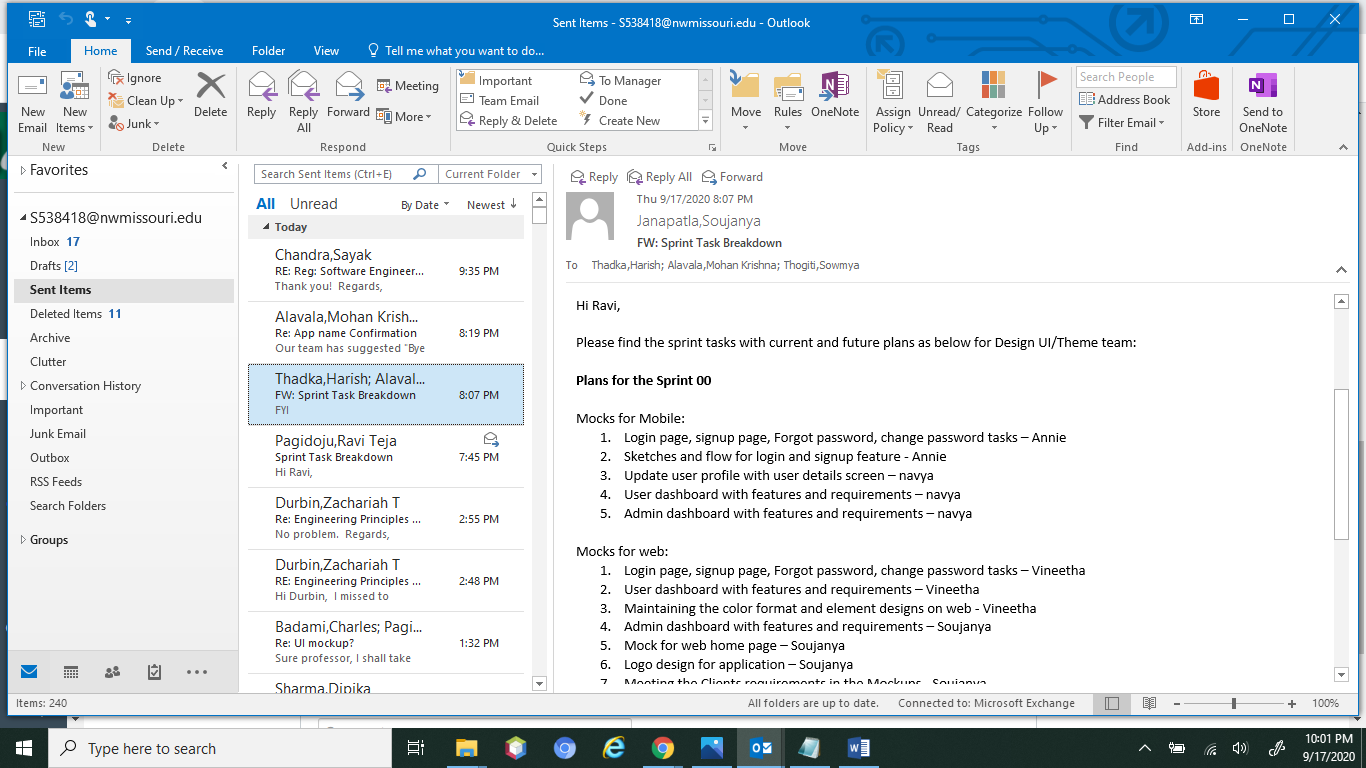 Sent Items - S538418@nwmissouri.edu - Outlook
File
Home
Send / Receive
Folder
View
Tell me what you want to do...
New Email
New Items
New
Ignore
Clean Up
Junk
Delete
Delete
Reply
Reply All
Forward
Meeting
More
Respond
Important
Team Email
Reply & Delete
To Manager
Done
Create New
Quick Steps
Move
Rules
OneNote
Move
Assign Policy
Unread/ Read
Categorize
Follow Up
Tags
Search People
Address Book
Filter Email
Find
Store
Add-ins
Send to OneNote
OneNote
Favorites
S538418@nwmissouri.edu
Inbox 17
Drafts [2]
Sent Items
Deleted Items 11
Archive
Clutter
Conversation History
Important
Junk Email
Outbox
RSS Feeds
Search Folders
Groups
Search Sent Items (Ctrl+E)
Current Folder
All Unread
By Date Newest
Today
Chandra,Sayak
RE: Reg: Software Engineer... 9:35 PM
Thank you! Regards,
Alavala,Mohan Krish...
Re: App name Confirmation 8:19 PM
Our team has suggested "Bye
Thadka,Harish; Alaval...
FW: Sprint Task Breakdown 8:07 PM
FYI
Pagidoju,Ravi Teja
Sprint Task Breakdown 7:45 PM
Hi Ravi,
Durbin,Zachariah T
Re: Engineering Principles ... 2:55 PM
No problem. Regards,
Durbin,Zachariah T
RE: Engineering Principles ... 2:48 PM
Hi Durbin, I missed to
Badami,Charles; Pagi...
Re: UI mockup? 1:32 PM
Sure professor, I shall take
Sharma,Dipika
Reply Reply All Forward
Thu 9/17/2020 8:07 PM
Janapatla,Soujanya
FW: Sprint Task Breakdown
To Thadka,Harish; Alavala,Mohan Krishna; Thogiti,Sowmya
Hi Ravi,
Please find the sprint tasks with current and future plans as below for Design UI/Theme team:
Plans for the Sprint 00
Mocks for Mobile:
1. Login page, signup page, Forgot password, change password tasks – Annie
2. Sketches and flow for login and signup feature - Annie
3. Update user profile with user details screen – navya
4. User dashboard with features and requirements – navya
5. Admin dashboard with features and requirements – navya
Mocks for web:
1. Login page, signup page, Forgot password, change password tasks – Vineetha
2. User dashboard with features and requirements – Vineetha
3. Maintaining the color format and element designs on web - Vineetha
4. Admin dashboard with features and requirements – Soujanya
5. Mock for web home page – Soujanya
6. Logo design for application – Soujanya
7. Meeting the Clients requirements in the Mockups - Soujanya
Items: 240
All folders are up to date.
Connected to: Microsoft Exchange
100%
Type here to search
10:01 PM
9/17/2020